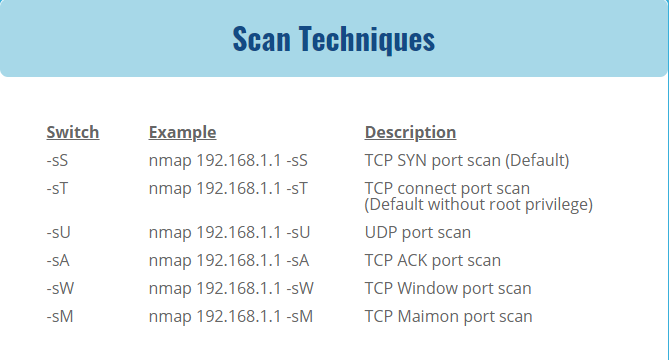 Scan Techniques
Switch Example Description
-sS nmap 192.168.1.1 -sS TCP SYN port scan (Default)
-sT nmap 192.168.1.1 -sT TCP connect port scan
(Default without root privilege)
-sU nmap 192.168.1.1 -sU UDP port scan
-sA nmap 192.168.1.1 -sA TCP ACK port scan
-sW nmap 192.168.1.1 -sW TCP Window port scan
-sM nmap 192.168.1.1 -sM TCP Maimon port scan